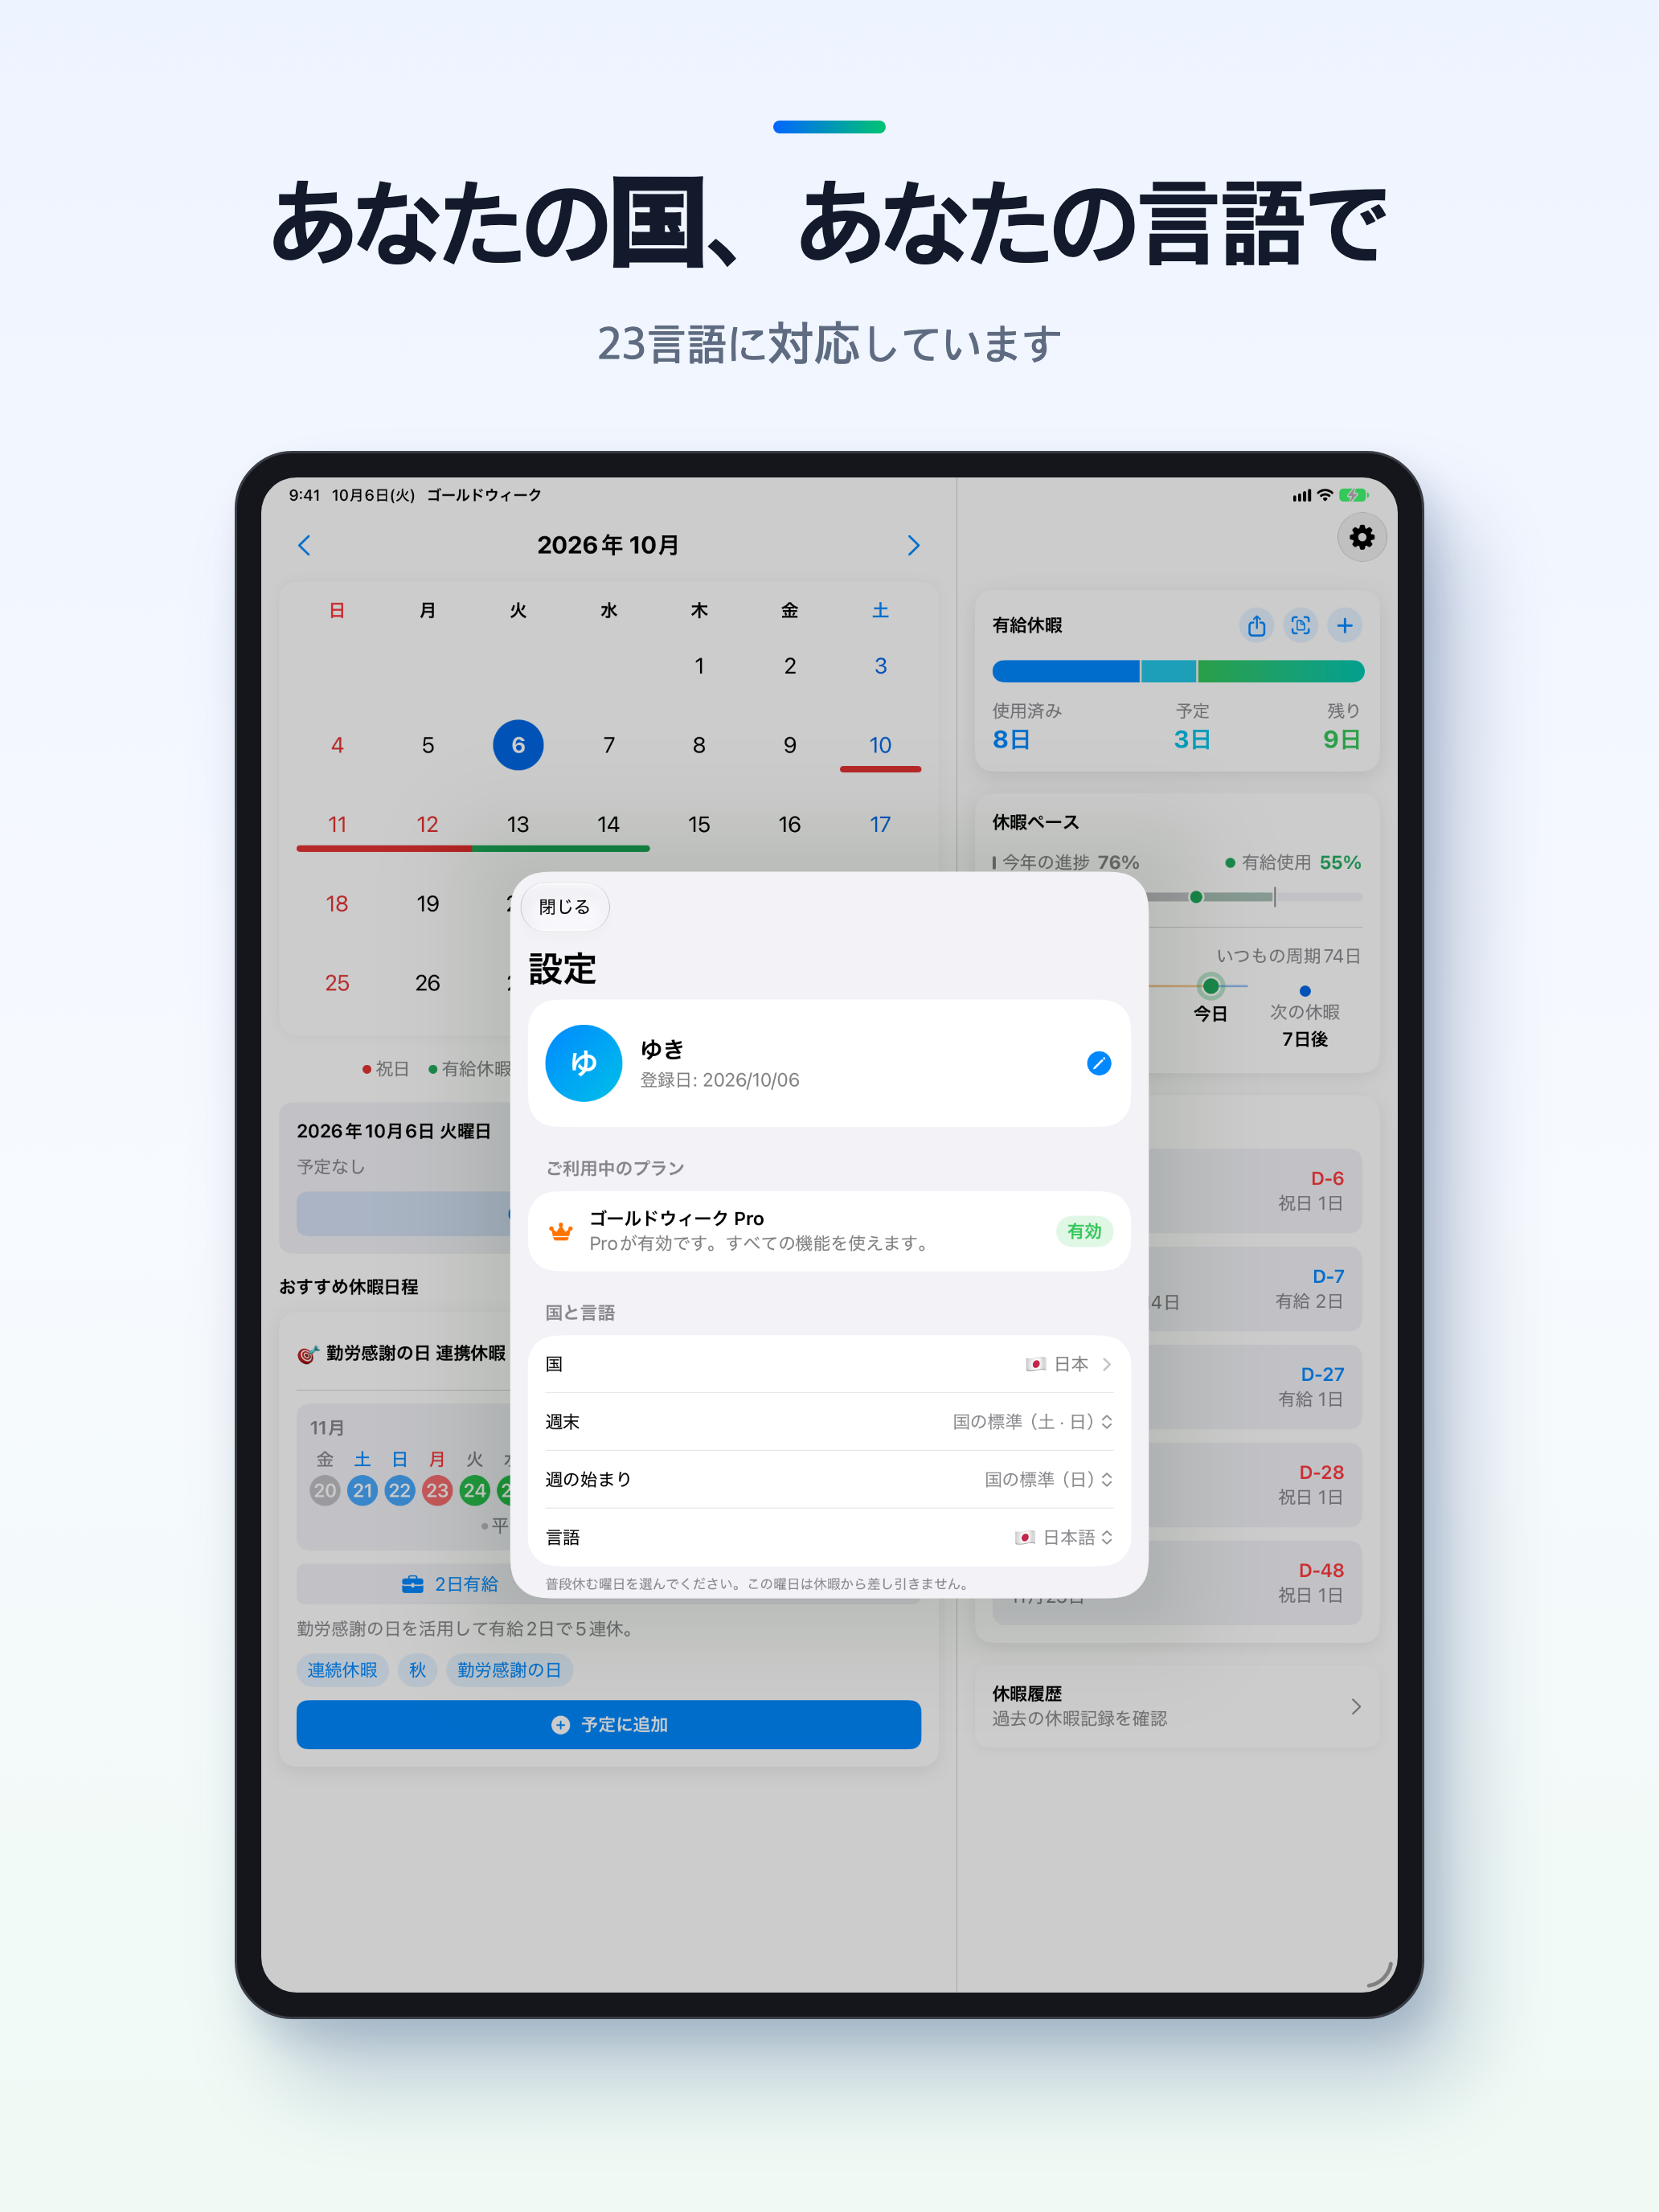 あなたの国、あなたの言語で
23言語に対応しています
9:41 10月6日(火) ゴールドウィーク
2026年 10月
日 月 火 水 木 金 土
1 2 3
4 5 6 7 8 9 10
11 12 13 14 15 16 17
18 19
25 26
祝日 有給休暇
2026年10月6日 火曜日
予定なし
おすすめ休暇日程
勤労感謝の日 連携休暇
11月
金 土 日 月 火
20 21 22 23 24
平
2日有給
勤労感謝の日を活用して有給2日で5連休。
連続休暇 秋 勤労感謝の日
予定に追加
有給休暇
使用済み 予定 残り
8日 3日 9日
休暇ペース
今年の進捗 76% 有給使用 55%
いつもの周期74日
今日 次の休暇
7日後
D-6
祝日 1日
D-7
4日 有給 2日
D-27
有給 1日
D-28
祝日 1日
D-48
祝日 1日
休暇履歴
過去の休暇記録を確認
閉じる
設定
ゆ
ゆき
登録日: 2026/10/06
ご利用中のプラン
ゴールドウィーク Pro
Proが有効です。すべての機能を使えます。
有効
国と言語
国 日本
週末 国の標準（土・日）
週の始まり 国の標準（日）
言語 日本語
普段休む曜日を選んでください。この曜日は休暇から差し引きません。